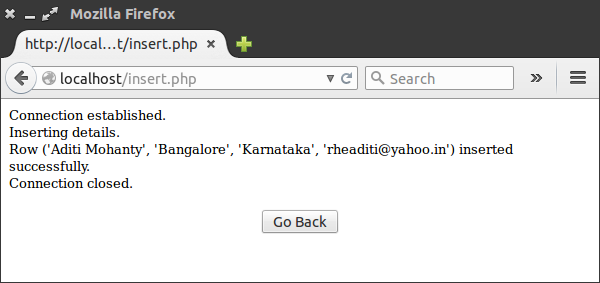 Mozilla Firefox
http://local...t/insert.php
localhost/insert.php
Search
Connection established.
Inserting details.
Row ('Aditi Mohanty', 'Bangalore', 'Karnataka', 'rheaditi@yahoo.in') inserted
successfully.
Connection closed.
Go Back